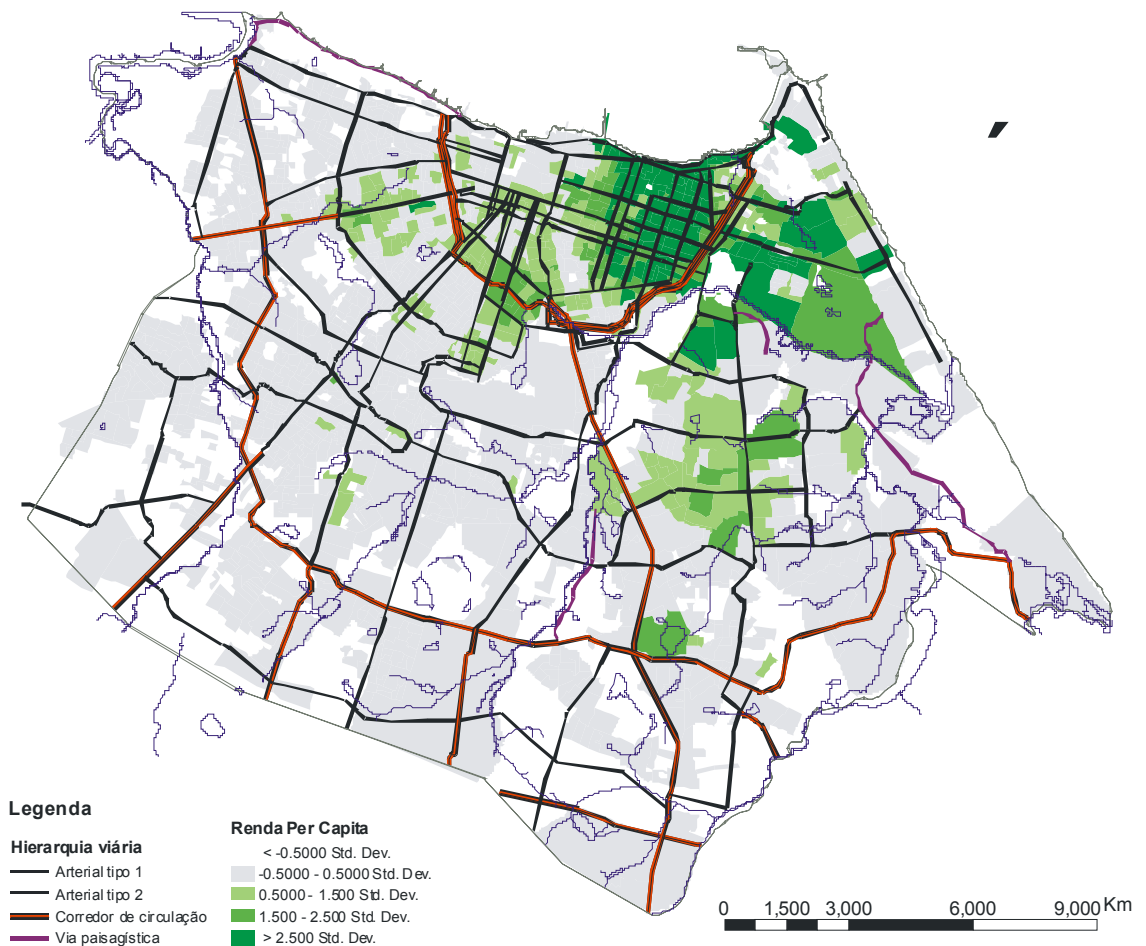 Legenda
Hierarquia viária
Arterial tipo 1
Arterial tipo 2
Corredor de circulação
Via paisagística
Renda Per Capita
< -0.5000 Std. Dev.
-0.5000 - 0.5000 Std. Dev.
0.5000 - 1.500 Std. Dev.
1.500 - 2.500 Std. Dev.
> 2.500 Std. Dev.
0 1,500 3,000 6,000 9,000 Km